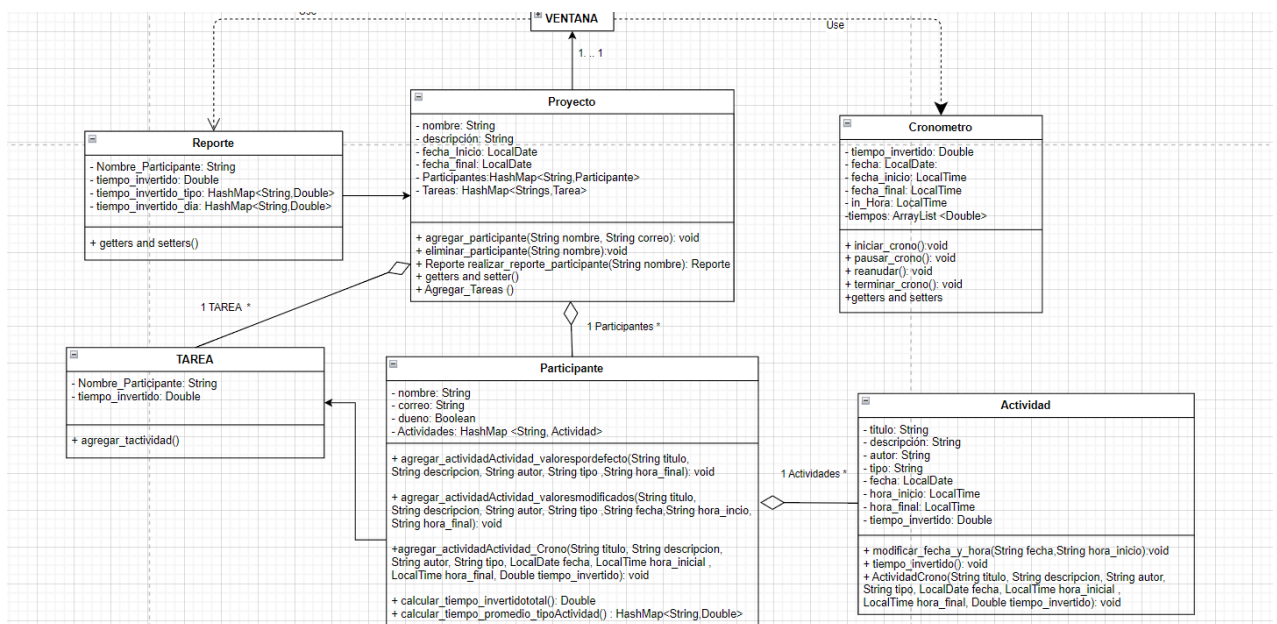 Use
VENTANA
Use
1. .. 1
Proyecto
- nombre: String
- descripción: String
- fecha_Inicio: LocalDate
- fecha_final: LocalDate
- Participantes:HashMap<String,Participante>
- Tareas: HashMap<Strings,Tarea>
+ agregar_participante(String nombre, String correo): void
+ eliminar_participante(String nombre):void
+ Reporte realizar_reporte_participante(String nombre): Reporte
+ getters and setter()
+ Agregar_Tareas ()
Reporte
- Nombre_Participante: String
- tiempo_invertido: Double
- tiempo_invertido_tipo: HashMap<String,Double>
- tiempo_invertido_dia: HashMap<String,Double>
+ getters and setters()
Cronometro
- tiempo_invertido: Double
- fecha: LocalDate:
- fecha_inicio: LocalTime
- fecha_final: LocalTime
- in_Hora: LocalTime
-tiempos: ArrayList <Double>
+ iniciar_crono():void
+ pausar_crono(): void
+ reanudar(): void
+ terminar_crono(): void
+getters and setters
1 TAREA *
1 Participantes *
TAREA
- Nombre_Participante: String
- tiempo_invertido: Double
+ agregar_tactividad()
Participante
- nombre: String
- correo: String
- dueno: Boolean
- Actividades: HashMap <String, Actividad>
+ agregar_actividadActividad_valorespordefecto(String titulo,
String descripcion, String autor, String tipo ,String hora_final): void
+ agregar_actividadActividad_valoresmodificados(String titulo,
String descripcion, String autor, String tipo ,String fecha,String hora_incio,
String hora_final): void
+agregar_actividadActividad_Crono(String titulo, String descripcion,
String autor, String tipo, LocalDate fecha, LocalTime hora_inicial ,
LocalTime hora_final, Double tiempo_invertido): void
+ calcular_tiempo_invertidototal(): Double
+ calcular_tiempo_promedio_tipoActividad() : HashMap<String,Double>
1 Actividades *
Actividad
- titulo: String
- descripción: String
- autor: String
- tipo: String
- fecha: LocalDate
- hora_inicio: LocalTime
- hora_final: LocalTime
- tiempo_invertido: Double
+ modificar_fecha_y_hora(String fecha,String hora_inicio):void
+ tiempo_invertido(): void
+ ActividadCrono(String titulo, String descripcion, String autor,
String tipo, LocalDate fecha, LocalTime hora_inicial ,
LocalTime hora_final, Double tiempo_invertido): void